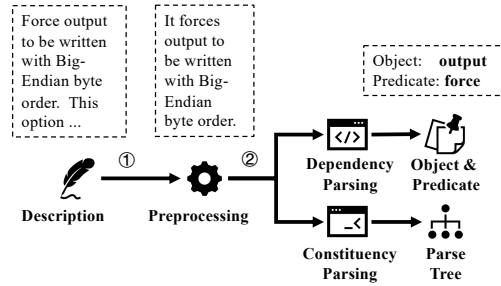 Force output
to be written
with Big-
Endian byte
order. This
option ...
It forces
output to
be written
with Big-
Endian
byte order.
Object: output
Predicate: force
①
②
</>
Description
Preprocessing
Dependency
Parsing
Object &
Predicate
_<
Constituency
Parsing
Parse
Tree